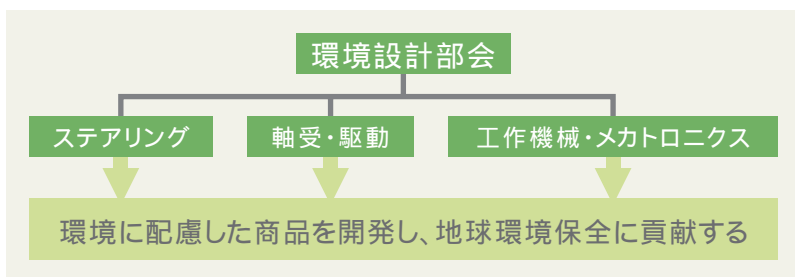 環境設計部会
ステアリング
軸受・駆動
工作機械・メカトロニクス
環境に配慮した商品を開発し、地球環境保全に貢献する